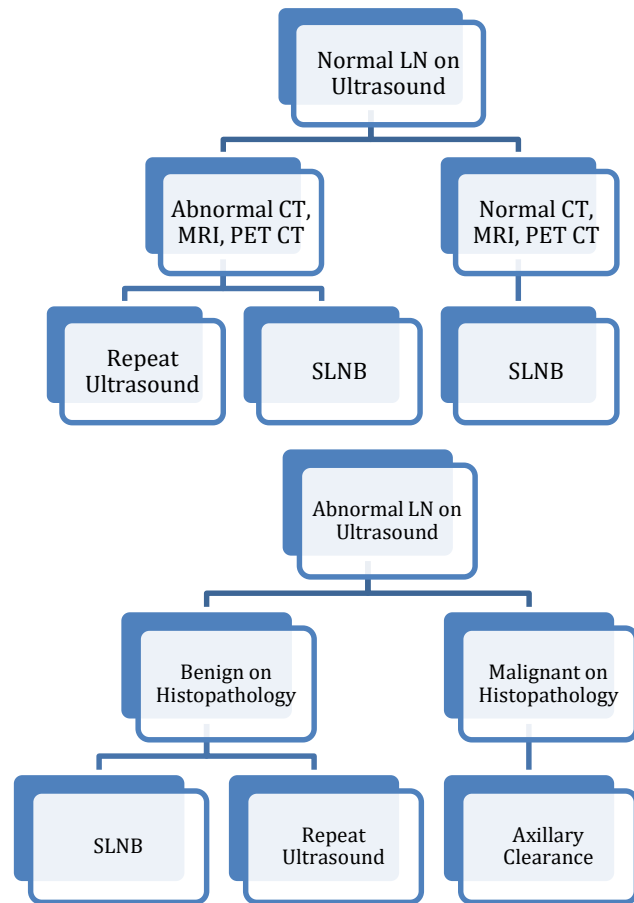 Normal LN on
Ultrasound
Abnormal CT,
MRI, PET CT
Normal CT,
MRI, PET CT
Repeat
Ultrasound
SLNB
SLNB
Abnormal LN on
Ultrasound
Benign on
Histopathology
Malignant on
Histopathology
SLNB
Repeat
Ultrasound
Axillary
Clearance